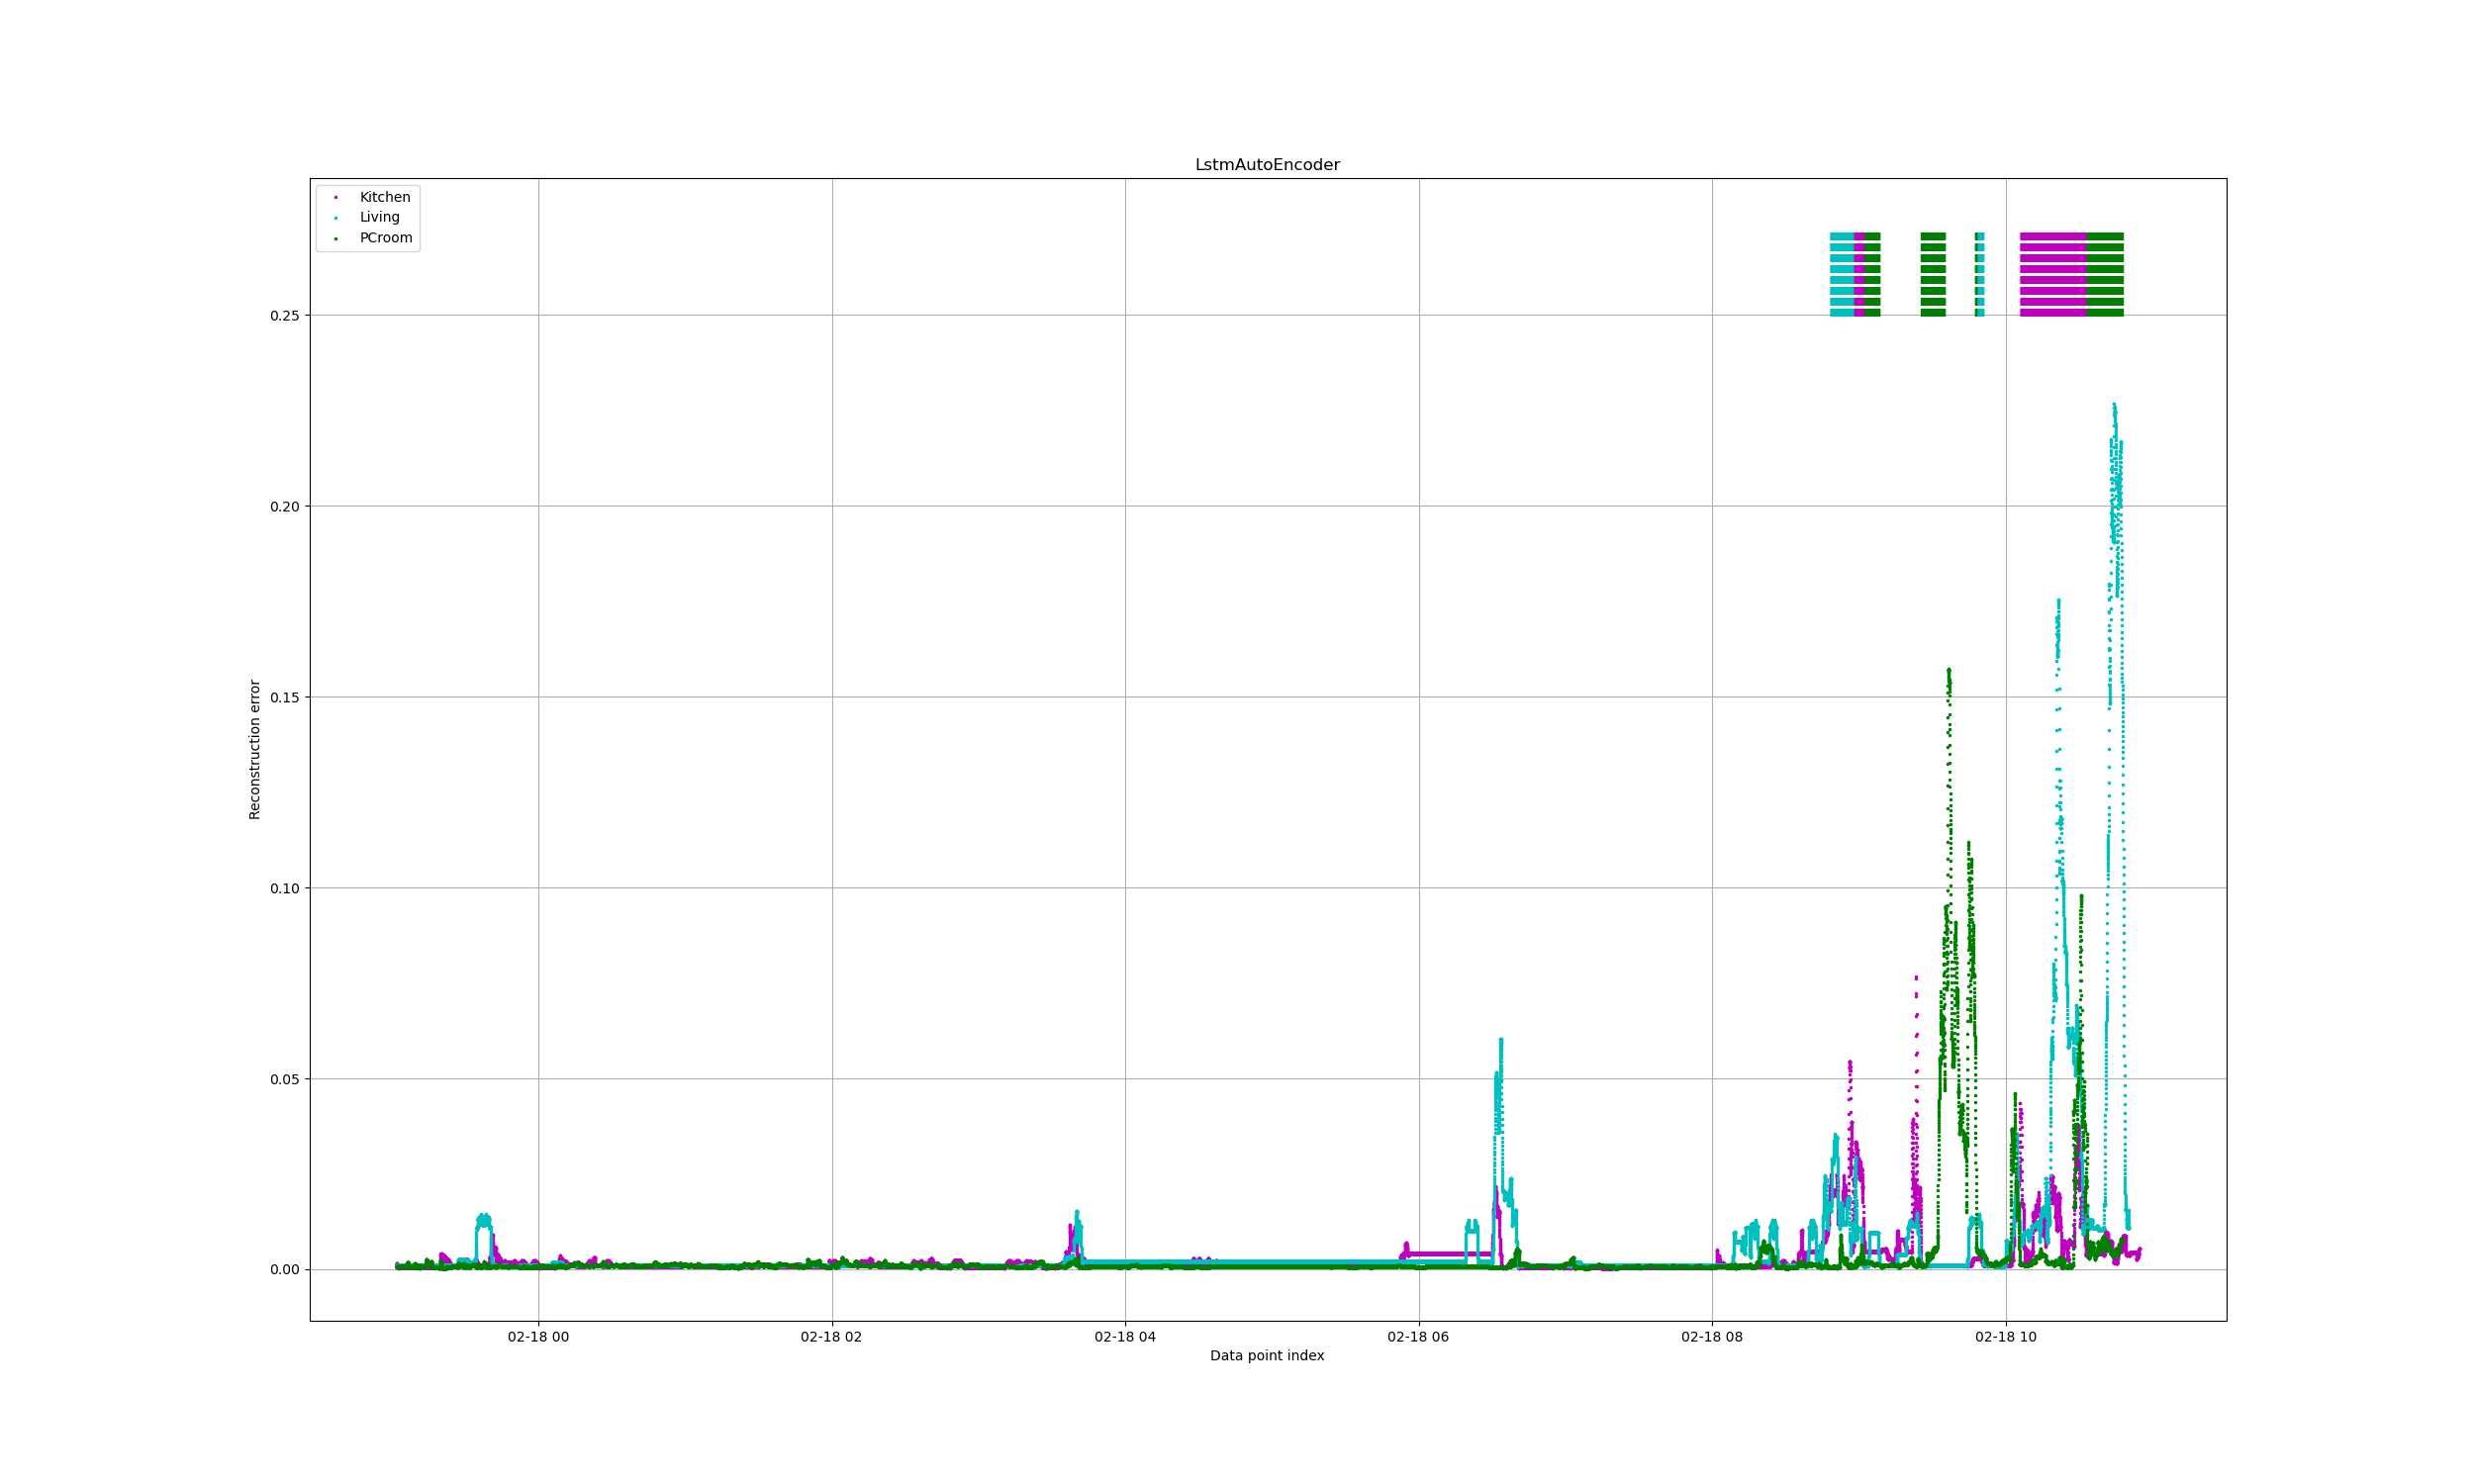 LstmAutoEncoder
Kitchen
Living
PCroom
0.25
0.20
0.15
0.10
0.05
0.00
Reconstruction error
02-18 00 02-18 02 02-18 04 02-18 06 02-18 08 02-18 10
Data point index